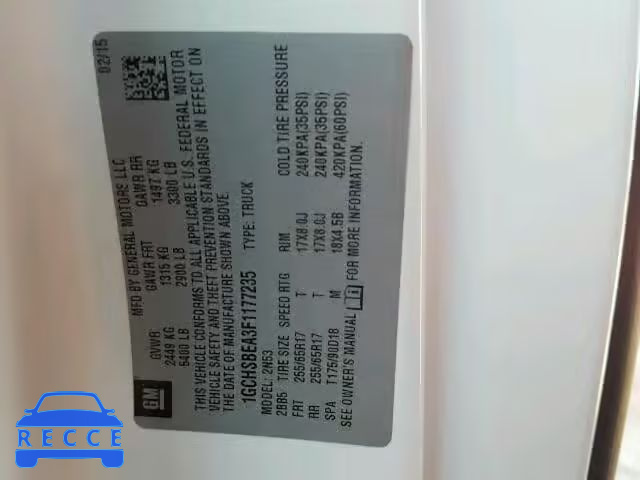 GM
MFD BY GENERAL MOTORS LLC
02/15
GVWR GAWR FRT GAWR RR
2449 KG 1315 KG 1497 KG
5400 LB 2900 LB 3300 LB
THIS VEHICLE CONFORMS TO ALL APPLICABLE U.S. FEDERAL MOTOR
VEHICLE SAFETY AND THEFT PREVENTION STANDARDS IN EFFECT ON
THE DATE OF MANUFACTURE SHOWN ABOVE.
1GCHSBEA3F1177235 TYPE: TRUCK
MODEL: 2N53
2BB5 TIRE SIZE SPEED RTG RIM COLD TIRE PRESSURE
FRT 255/65R17 T 17X8.0J 240KPA(35PSI)
RR 255/65R17 T 17X8.0J 240KPA(35PSI)
SPA T175/90D18 M 18X4.5B 420KPA(60PSI)
SEE OWNER'S MANUAL FOR MORE INFORMATION.
RECCE